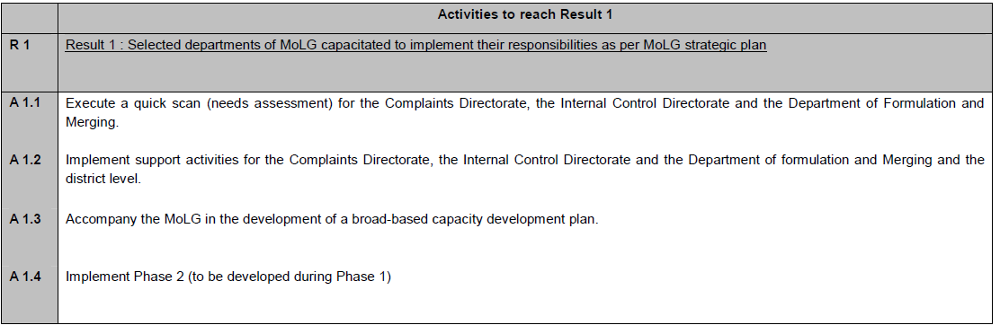 Activities to reach Result 1
R 1 Result 1 : Selected departments of MoLG capacitated to implement their responsibilities as per MoLG strategic plan
A 1.1 Execute a quick scan (needs assessment) for the Complaints Directorate, the Internal Control Directorate and the Department of Formulation and
Merging.
A 1.2 Implement support activities for the Complaints Directorate, the Internal Control Directorate and the Department of formulation and Merging and the
district level.
A 1.3 Accompany the MoLG in the development of a broad-based capacity development plan.
A 1.4 Implement Phase 2 (to be developed during Phase 1)